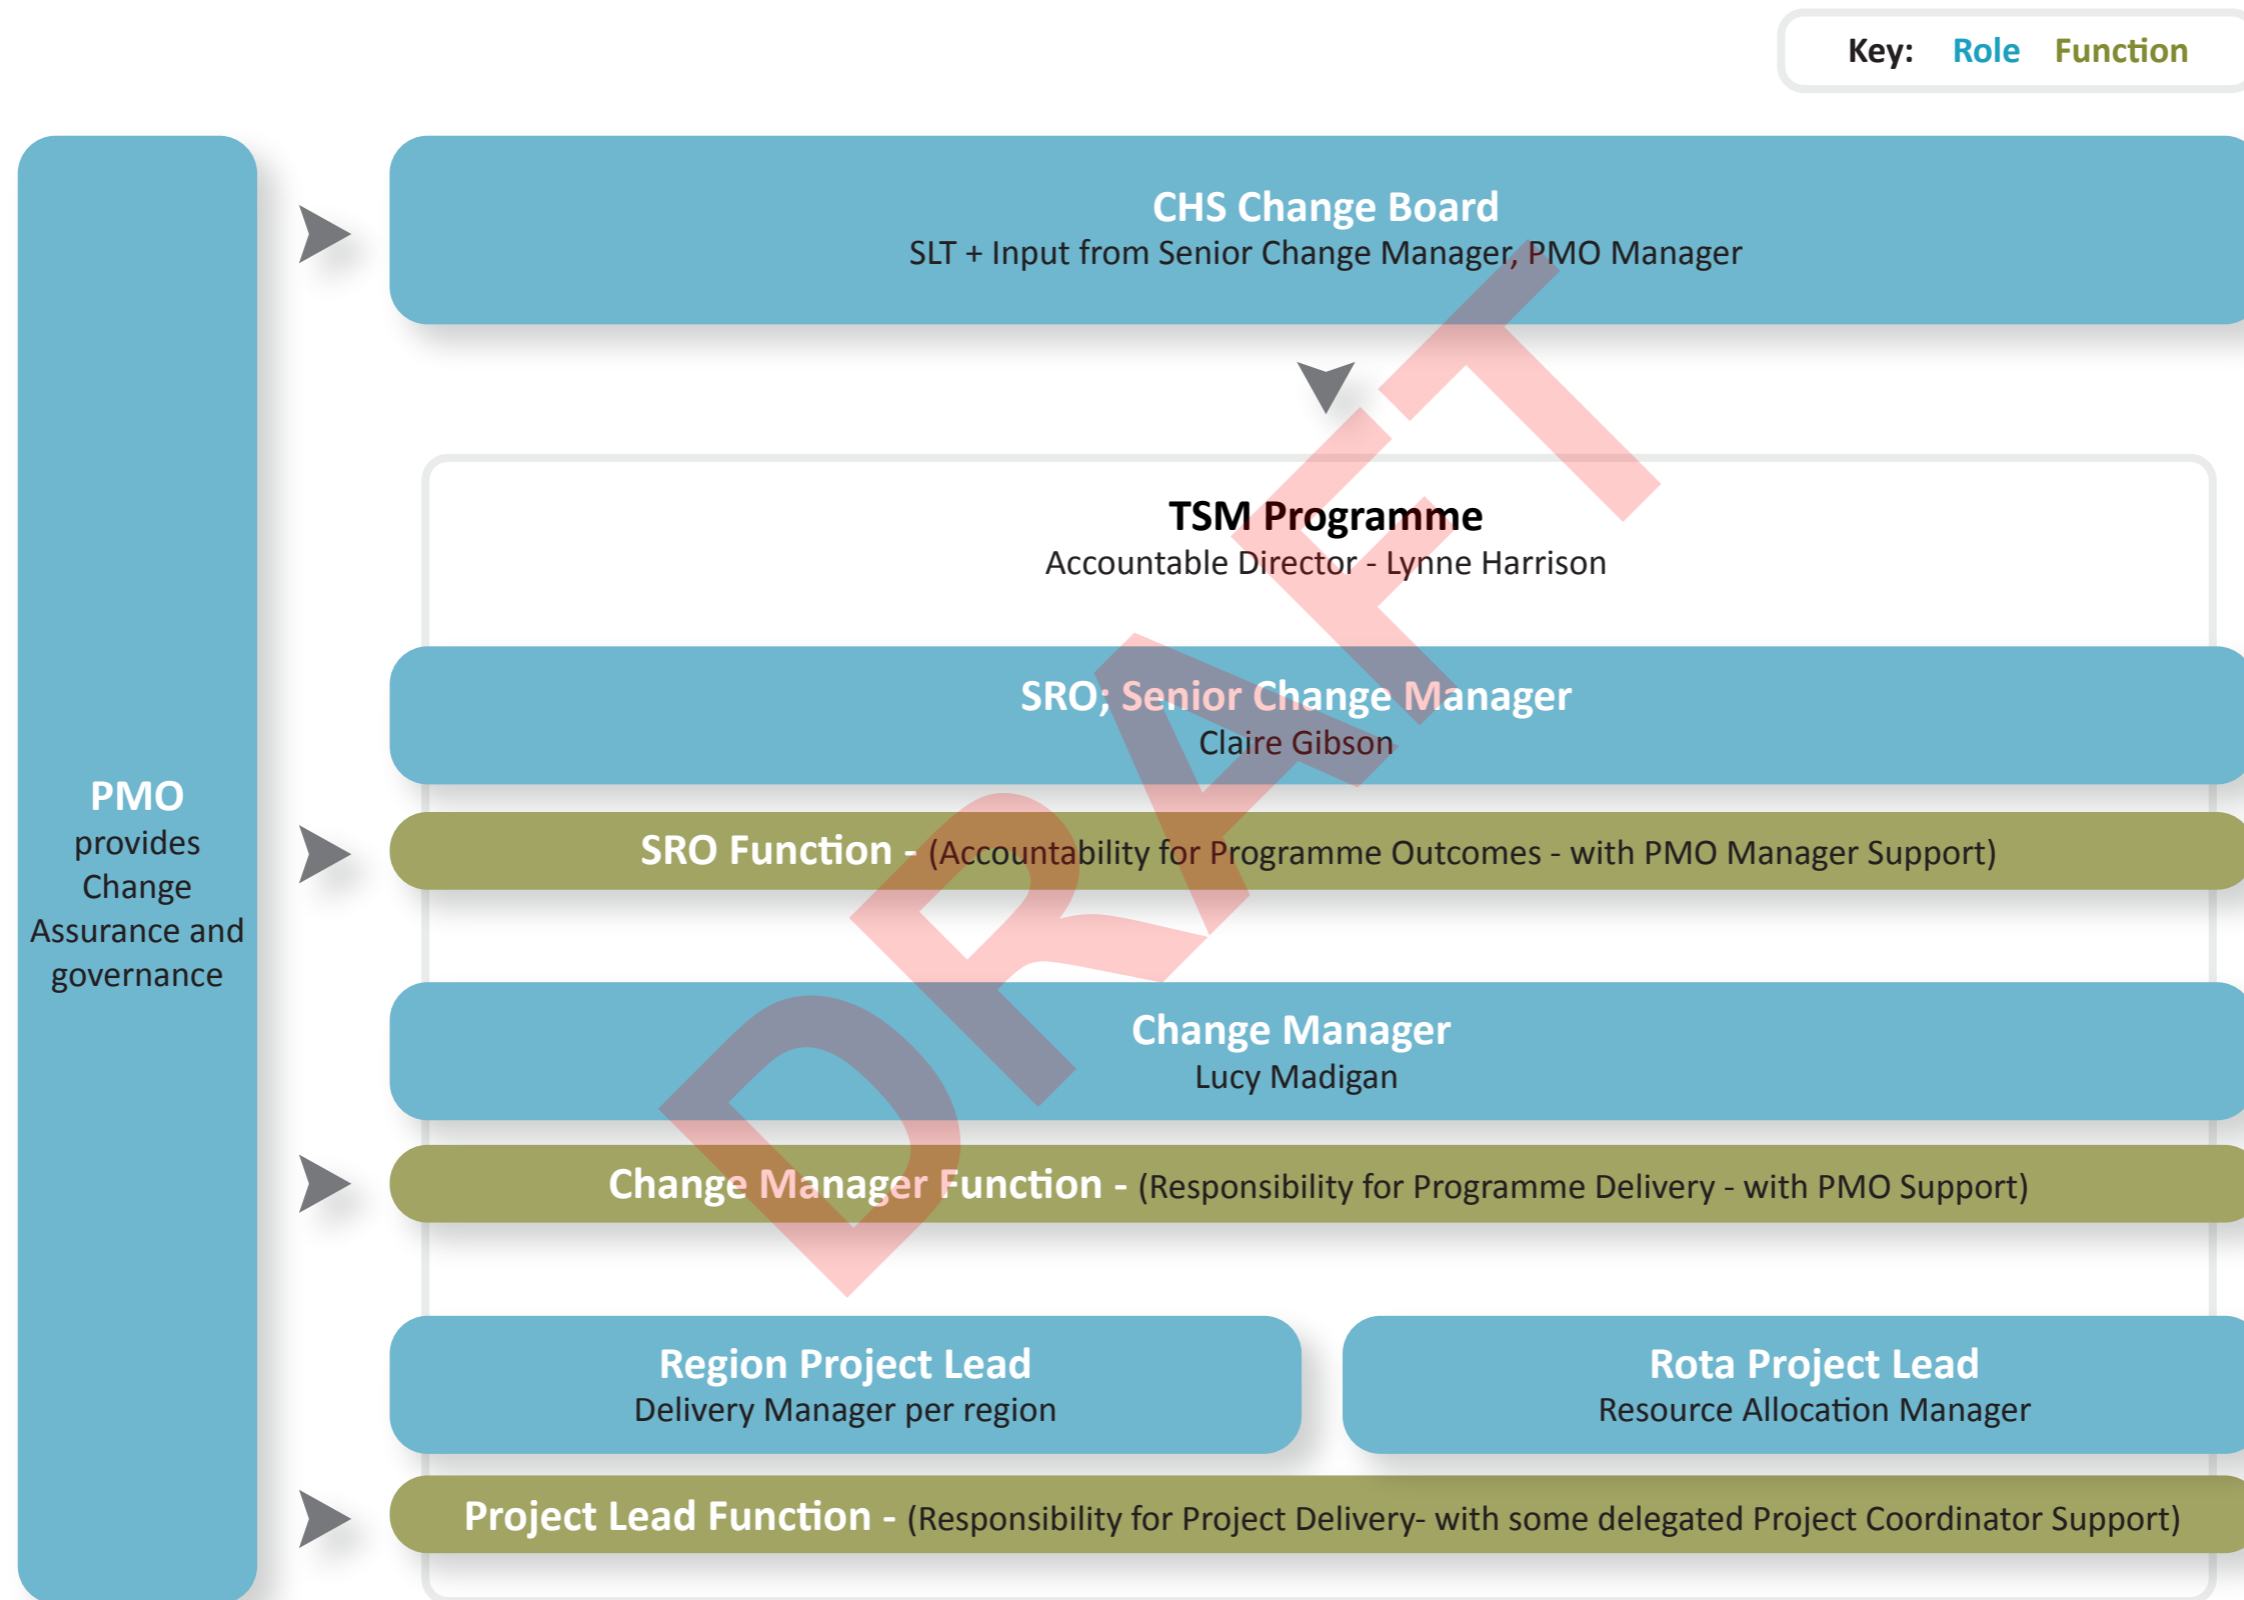 Key: Role Function
CHS Change Board
SLT + Input from Senior Change Manager, PMO Manager
TSM Programme
Accountable Director - Lynne Harrison
SRO; Senior Change Manager
Claire Gibson
PMO
provides
Change
Assurance and
governance
SRO Function - (Accountability for Programme Outcomes - with PMO Manager Support)
Change Manager
Lucy Madigan
Change Manager Function - (Responsibility for Programme Delivery - with PMO Support)
Region Project Lead
Delivery Manager per region
Rota Project Lead
Resource Allocation Manager
Project Lead Function - (Responsibility for Project Delivery- with some delegated Project Coordinator Support)
DRAFT